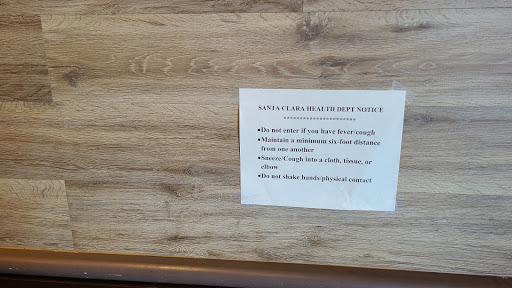 SANTA CLARA HEALTH DEPT NOTICE
**********************
•Do not enter if you have fever/cough
•Maintain a minimum six-foot distance
from one another
•Sneeze/Cough into a cloth, tissue, or
elbow
•Do not shake hands/physical contact